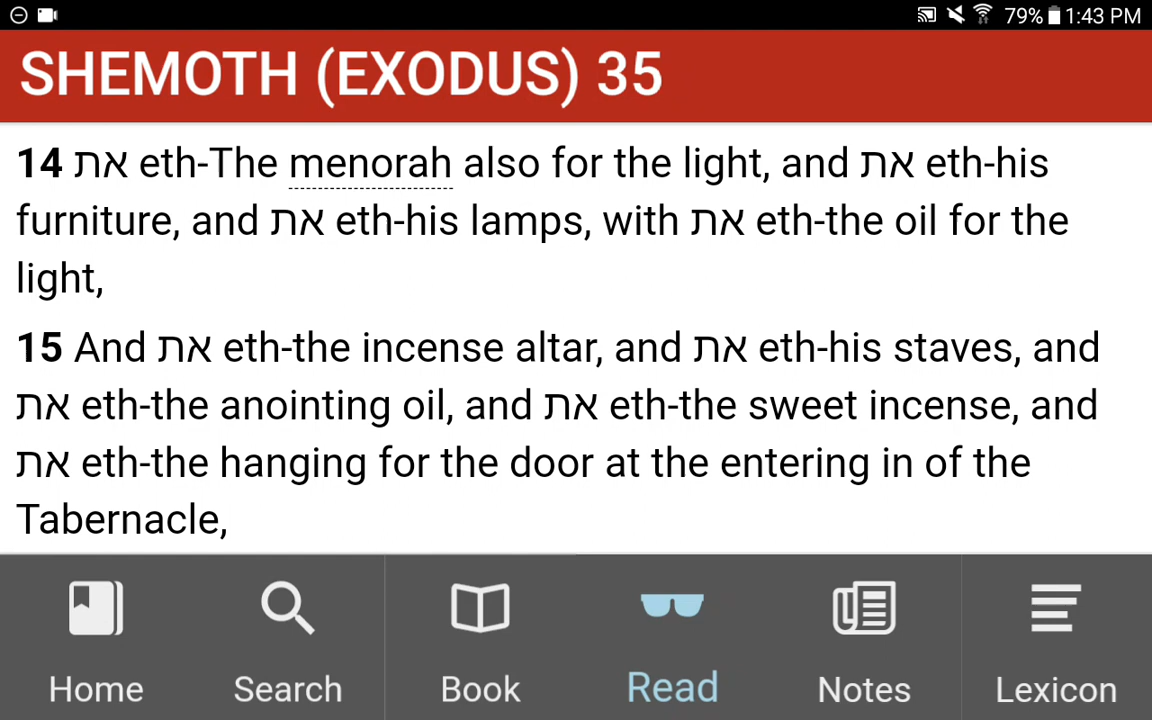 79% 1:43 PM
SHEMOTH (EXODUS) 35
14 את eth-The menorah also for the light, and את eth-his
furniture, and את eth-his lamps, with את eth-the oil for the
light,
15 And את eth-the incense altar, and את eth-his staves, and
את eth-the anointing oil, and את eth-the sweet incense, and
את eth-the hanging for the door at the entering in of the
Tabernacle,
Home Search Book Read Notes Lexicon